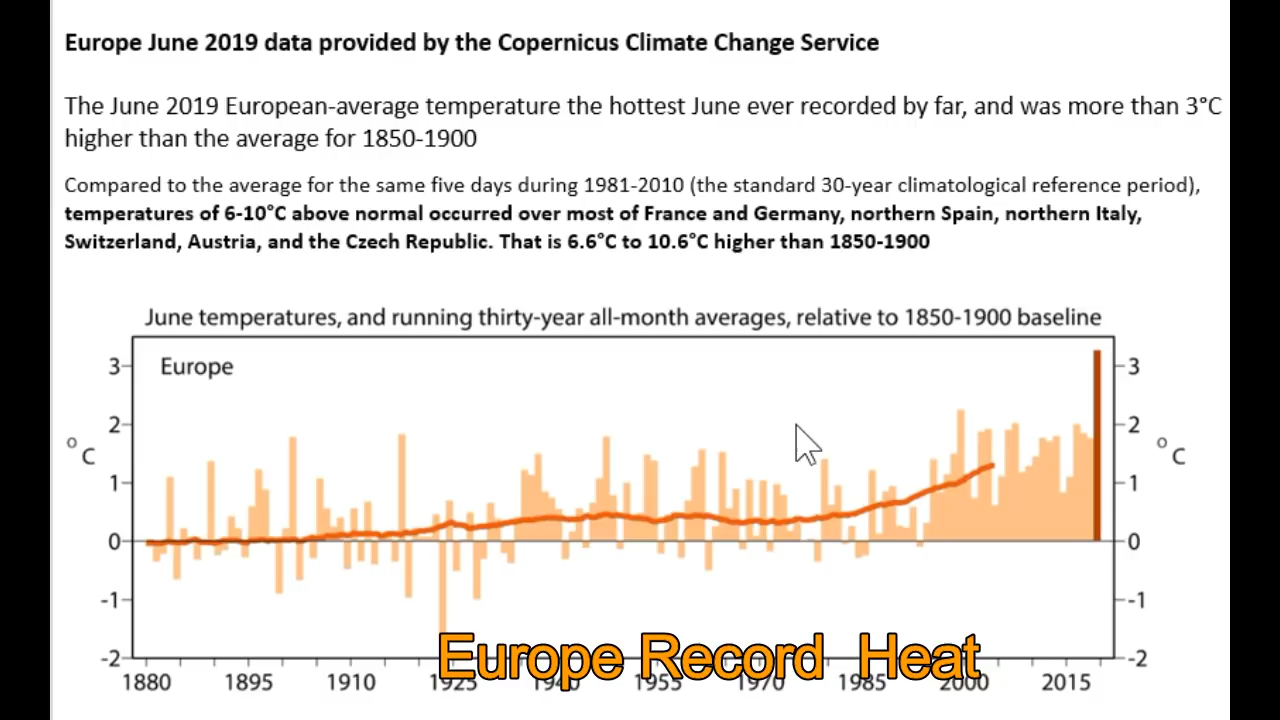 Europe June 2019 data provided by the Copernicus Climate Change Service
The June 2019 European-average temperature the hottest June ever recorded by far, and was more than 3°C
higher than the average for 1850-1900
Compared to the average for the same five days during 1981-2010 (the standard 30-year climatological reference period),
temperatures of 6-10°C above normal occurred over most of France and Germany, northern Spain, northern Italy,
Switzerland, Austria, and the Czech Republic. That is 6.6°C to 10.6°C higher than 1850-1900
June temperatures, and running thirty-year all-month averages, relative to 1850-1900 baseline
Europe
3 3
2 2
°C °C
1 1
0 0
-1 -1
-2 -2
Europe Record Heat
1880 1895 1910 1925 1940 1955 1970 1985 2000 2015